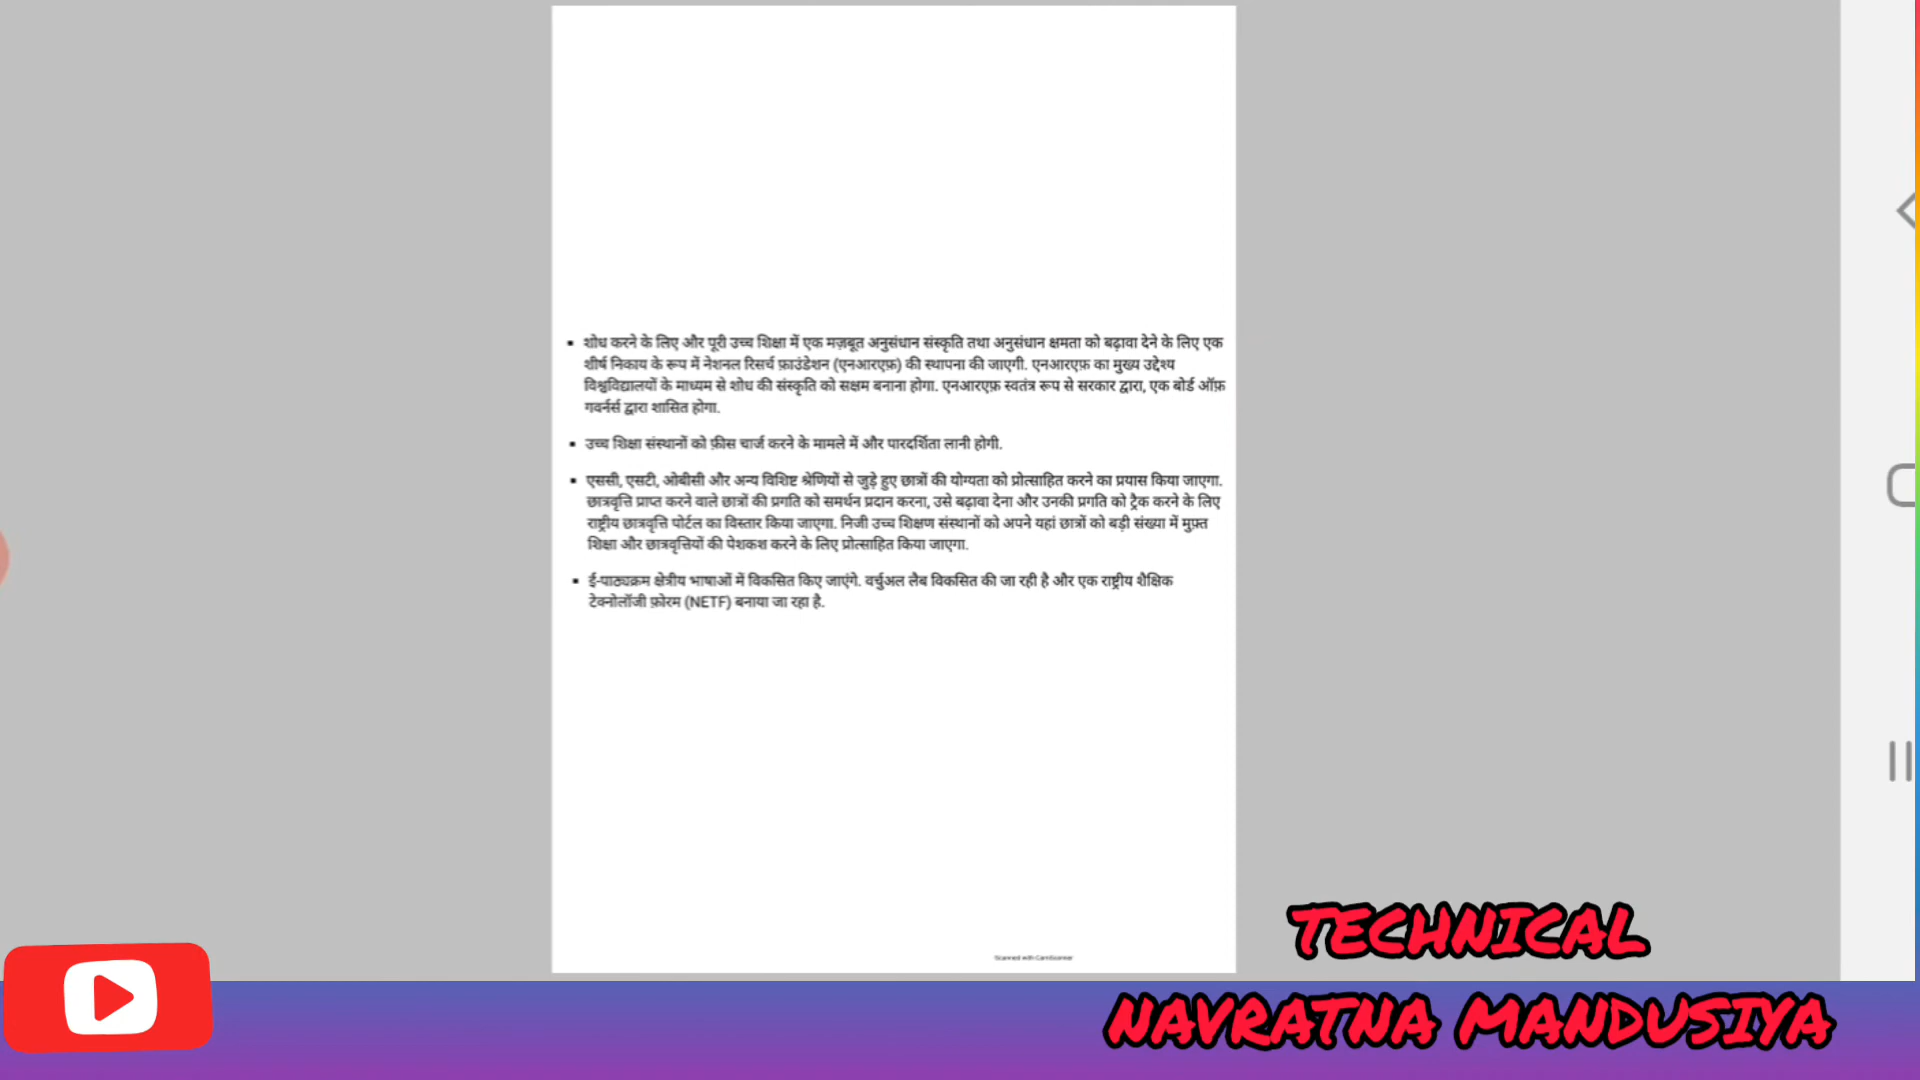 ▪ शोध करने के लिए और पूरी उच्च शिक्षा में एक मज़बूत अनुसंधान संस्कृति तथा अनुसंधान क्षमता को बढ़ावा देने के लिए एक
शीर्ष निकाय के रूप में नेशनल रिसर्च फ़ाउंडेशन (एनआरएफ़) की स्थापना की जाएगी. एनआरएफ़ का मुख्य उद्देश्य
विश्वविद्यालयों के माध्यम से शोध की संस्कृति को सक्षम बनाना होगा. एनआरएफ़ स्वतंत्र रूप से सरकार द्वारा, एक बोर्ड ऑफ़
गवर्नर्स द्वारा शासित होगा.
▪ उच्च शिक्षा संस्थानों को फ़ीस चार्ज करने के मामले में और पारदर्शिता लानी होगी.
▪ एससी, एसटी, ओबीसी और अन्य विशिष्ट श्रेणियों से जुड़े हुए छात्रों की योग्यता को प्रोत्साहित करने का प्रयास किया जाएगा.
छात्रवृत्ति प्राप्त करने वाले छात्रों की प्रगति को समर्थन प्रदान करना, उसे बढ़ावा देना और उनकी प्रगति को ट्रैक करने के लिए
राष्ट्रीय छात्रवृत्ति पोर्टल का विस्तार किया जाएगा. निजी उच्च शिक्षण संस्थानों को अपने यहां छात्रों को बड़ी संख्या में मुफ़्त
शिक्षा और छात्रवृत्तियों की पेशकश करने के लिए प्रोत्साहित किया जाएगा.
▪ ई-पाठ्यक्रम क्षेत्रीय भाषाओं में विकसित किए जाएंगे. वर्चुअल लैब विकसित की जा रही है और एक राष्ट्रीय शैक्षिक
टेक्नोलॉजी फ़ोरम (NETF) बनाया जा रहा है.
Scanned with CamScanner
TECHNICAL
NAVRATNA MANDUSIYA